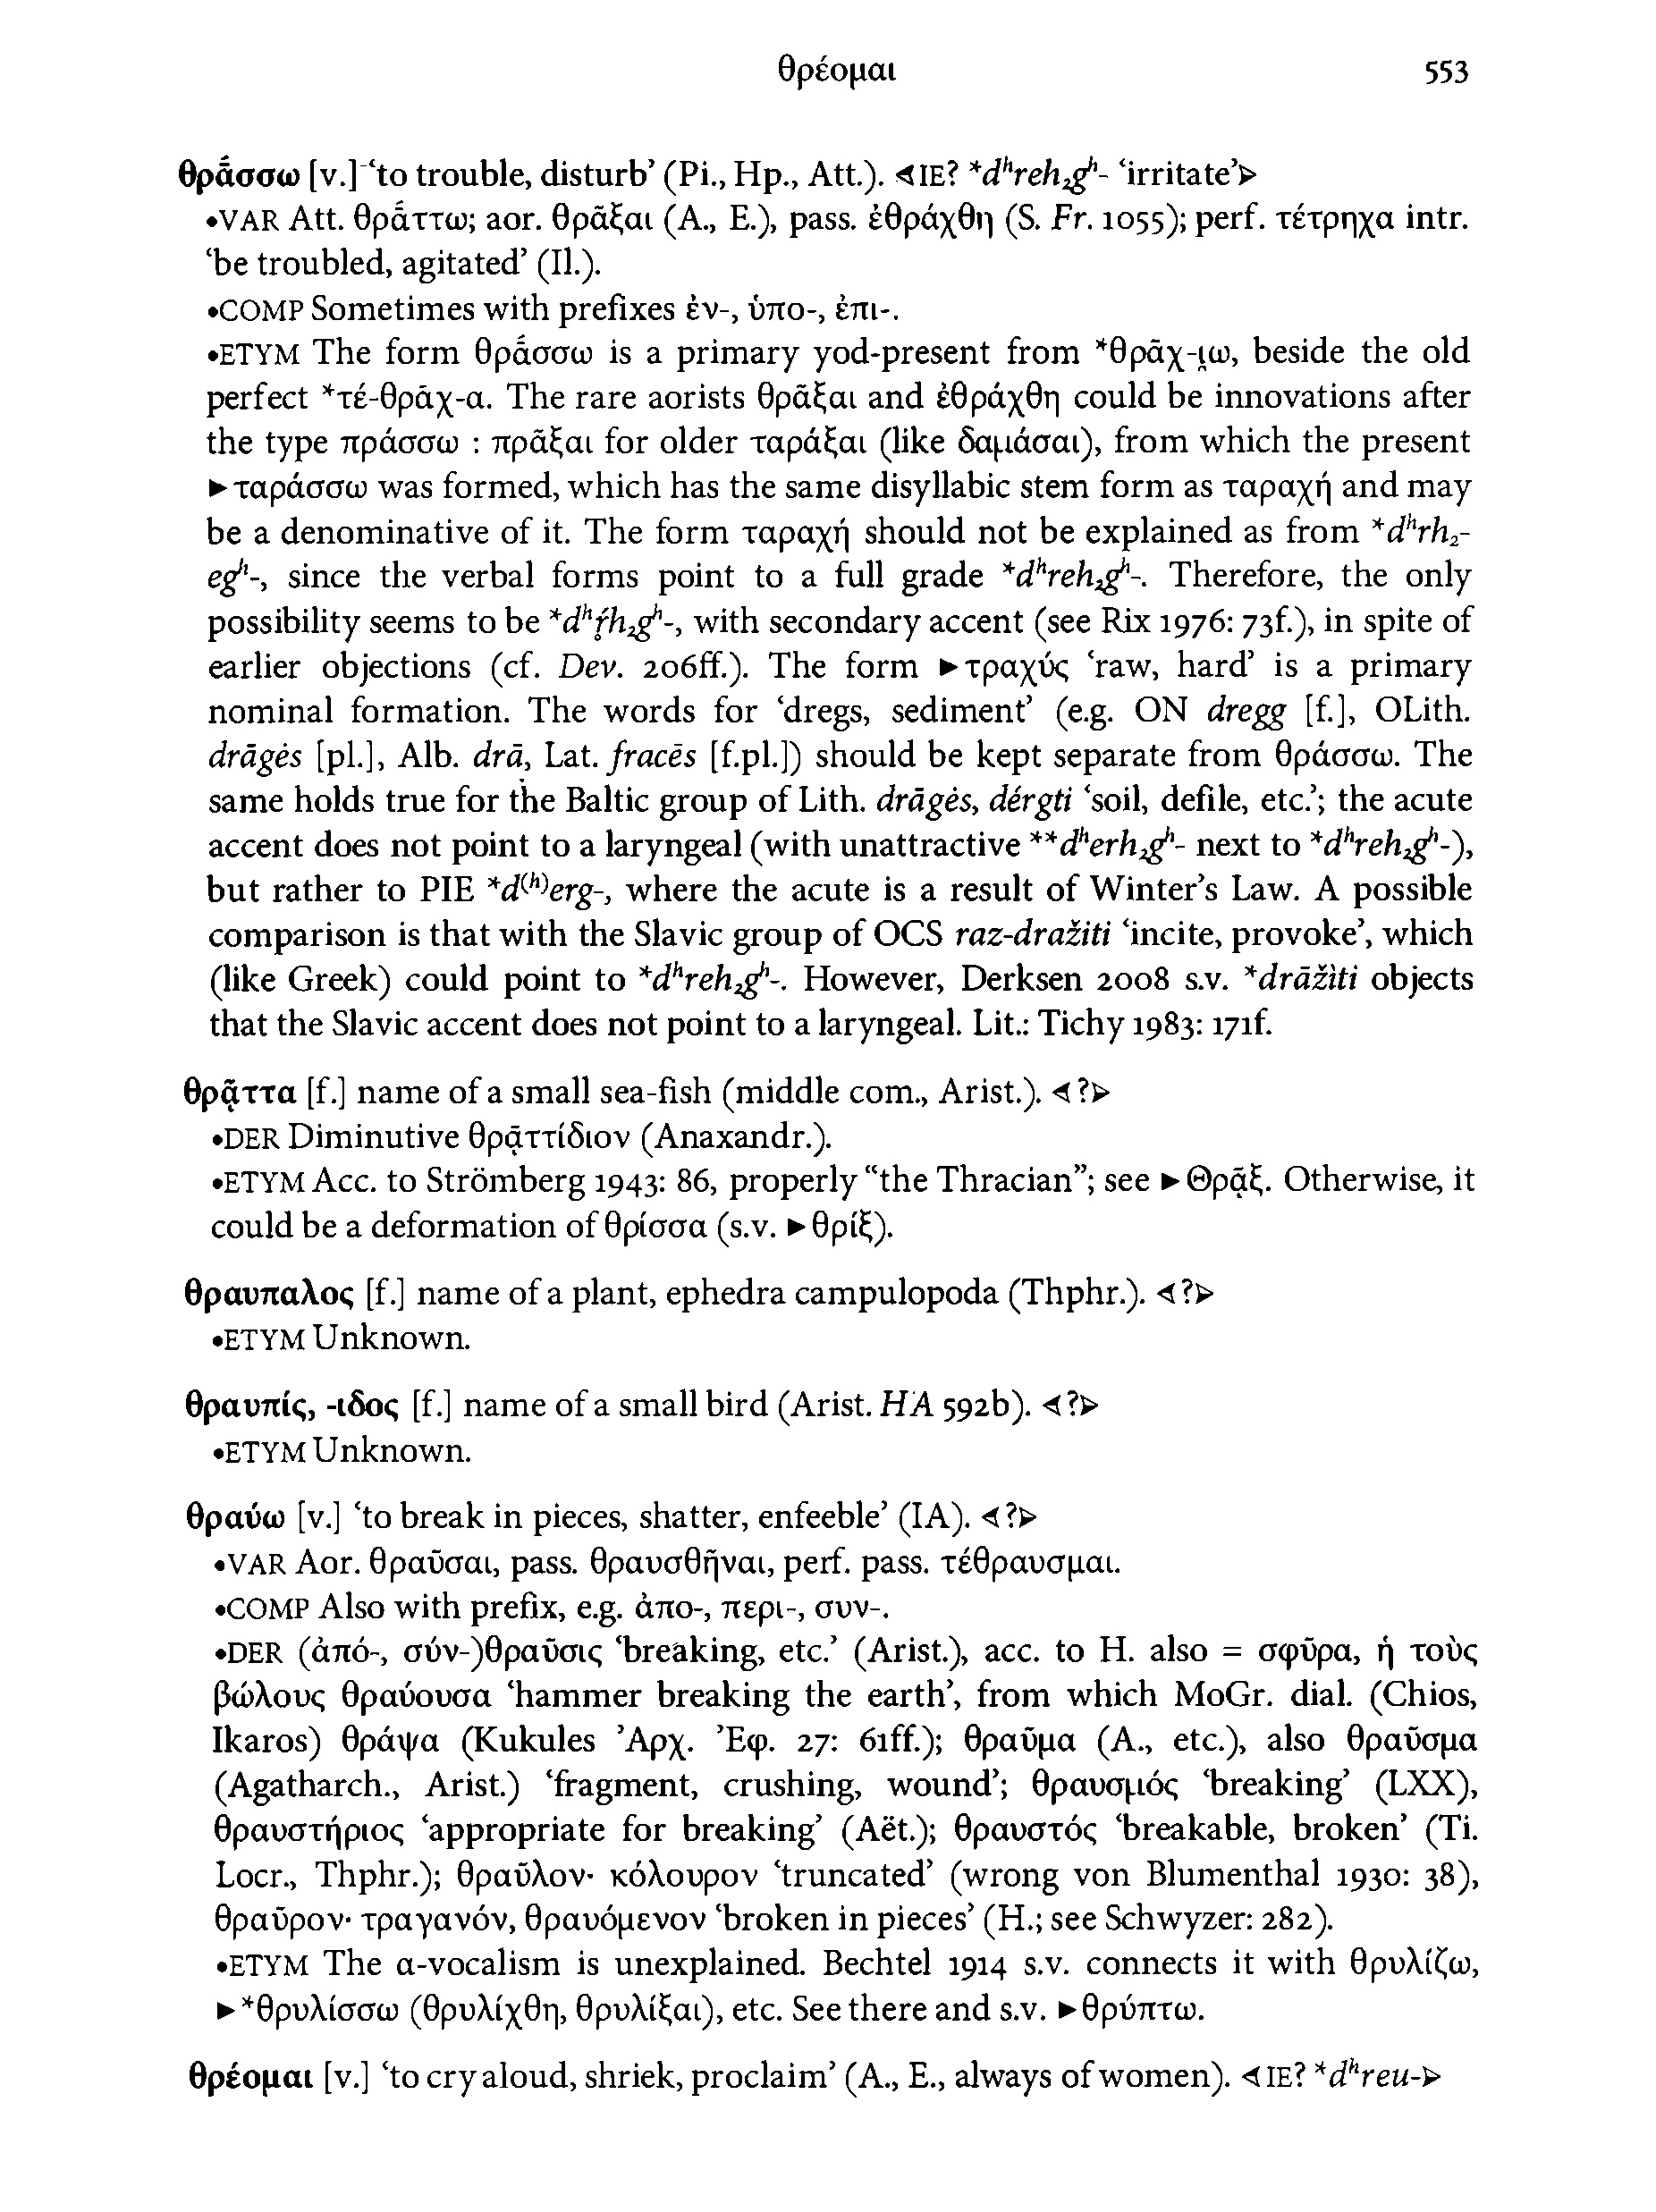 θρέομαι 553
θρᾱ́σσω [v.] ‘to trouble, disturb’ (Pi., Hp., Att.). ◁IE? *dʰreh₂gʰ- ‘irritate’▷
•VAR Att. θρᾱ́ττω; aor. θρᾶξαι (A., E.), pass. ἐθράχθη (S. Fr. 1055); perf. τέτρηχα intr.
‘be troubled, agitated’ (Il.).
•COMP Sometimes with prefixes ἐν-, ὑπο-, ἐπι-.
•ETYM The form θρᾱ́σσω is a primary yod-present from *θρᾱχ-ι̯ω, beside the old
perfect *τέ-θρᾱχ-α. The rare aorists θρᾶξαι and ἐθράχθη could be innovations after
the type πράσσω : πρᾶξαι for older ταράξαι (like δαμάσαι), from which the present
►ταράσσω was formed, which has the same disyllabic stem form as ταραχή and may
be a denominative of it. The form ταραχή should not be explained as from *dʰrh₂-
egʰ-, since the verbal forms point to a full grade *dʰreh₂gʰ-. Therefore, the only
possibility seems to be *dʰŕ̥h₂gʰ-, with secondary accent (see Rix 1976: 73f.), in spite of
earlier objections (cf. Dev. 206ff.). The form ►τραχύς ‘raw, hard’ is a primary
nominal formation. The words for ‘dregs, sediment’ (e.g. ON dregg [f.], OLith.
drāgės [pl.], Alb. drā, Lat. fracēs [f.pl.]) should be kept separate from θράσσω. The
same holds true for the Baltic group of Lith. drāgės, dérgti ‘soil, defile, etc.’; the acute
accent does not point to a laryngeal (with unattractive **dʰerh₂gʰ- next to *dʰreh₂gʰ-),
but rather to PIE *d⁽ʰ⁾erg-, where the acute is a result of Winter’s Law. A possible
comparison is that with the Slavic group of OCS raz-dražiti ‘incite, provoke’, which
(like Greek) could point to *dʰreh₂gʰ-. However, Derksen 2008 s.v. *drāžìti objects
that the Slavic accent does not point to a laryngeal. Lit.: Tichy 1983: 171f.
θρᾷττα [f.] name of a small sea-fish (middle com., Arist.). ◁?▷
•DER Diminutive θρᾳττίδιον (Anaxandr.).
•ETYM Acc. to Strömberg 1943: 86, properly “the Thracian”; see ►Θρᾷξ. Otherwise, it
could be a deformation of θρίσσα (s.v. ►θρίξ).
θραυπαλος [f.] name of a plant, ephedra campulopoda (Thphr.). ◁?▷
•ETYM Unknown.
θραυπίς, -ιδος [f.] name of a small bird (Arist. HA 592b). ◁?▷
•ETYM Unknown.
θραύω [v.] ‘to break in pieces, shatter, enfeeble’ (IA). ◁?▷
•VAR Aor. θραῦσαι, pass. θραυσθῆναι, perf. pass. τέθραυσμαι.
•COMP Also with prefix, e.g. ἀπο-, περι-, συν-.
•DER (ἀπό-, σύν-)θραῦσις ‘breaking, etc.’ (Arist.), acc. to H. also = σφῦρα, ἡ τοὺς
βώλους θραύουσα ‘hammer breaking the earth’, from which MoGr. dial. (Chios,
Ikaros) θράψα (Kukules ’Αρχ. ’Εφ. 27: 61ff.); θραῦμα (A., etc.), also θραῦσμα
(Agatharch., Arist.) ‘fragment, crushing, wound’; θραυσμός ‘breaking’ (LXX),
θραυστήριος ‘appropriate for breaking’ (Aët.); θραυστός ‘breakable, broken’ (Ti.
Locr., Thphr.); θραῦλον· κόλουρον ‘truncated’ (wrong von Blumenthal 1930: 38),
θραῦρον· τραγανόν, θραυόμενον ‘broken in pieces’ (H.; see Schwyzer: 282).
•ETYM The α-vocalism is unexplained. Bechtel 1914 s.v. connects it with θρυλίζω,
►*θρυλίσσω (θρυλίχθη, θρυλίξαι), etc. See there and s.v. ►θρύπτω.
θρέομαι [v.] ‘to cry aloud, shriek, proclaim’ (A., E., always of women). ◁IE? *dʰreu-▷